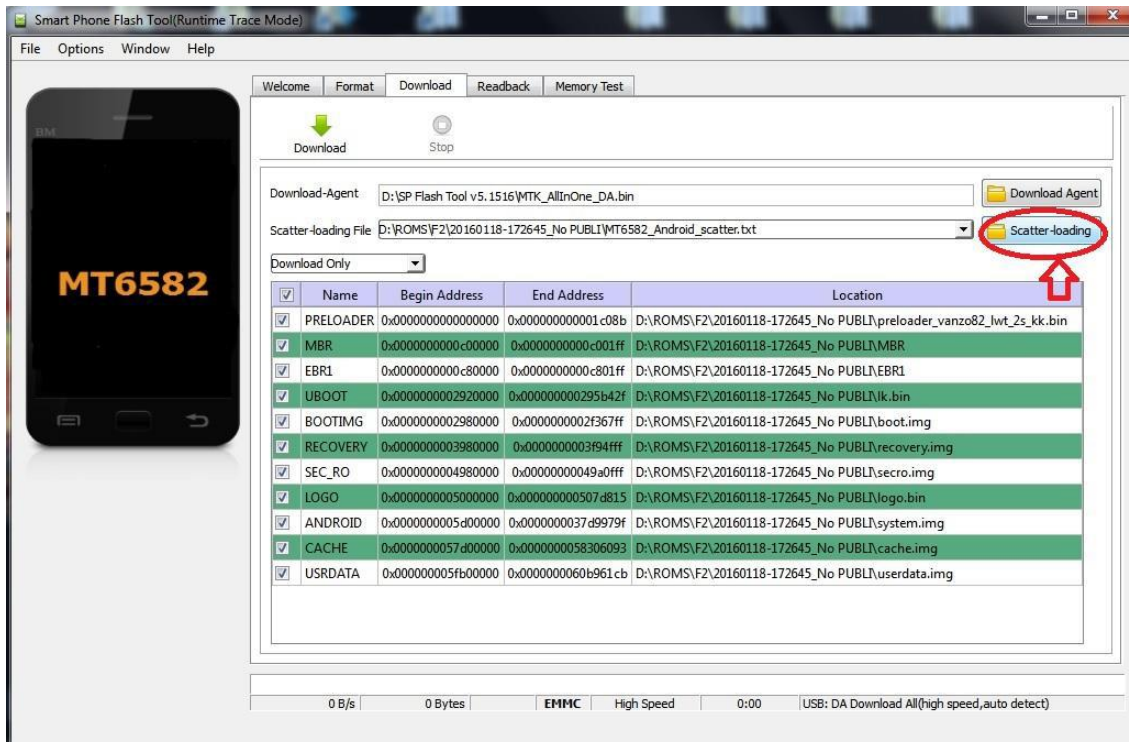 Smart Phone Flash Tool(Runtime Trace Mode)
File Options Window Help
BM
MT6582
Welcome Format Download Readback Memory Test
Download Stop
Download-Agent D:\SP Flash Tool v5.1516\MTK_AllInOne_DA.bin Download Agent
Scatter-loading File D:\ROMS\F2\20160118-172645_No PUBLI\MT6582_Android_scatter.txt Scatter-loading
Download Only
Name Begin Address End Address Location
PRELOADER 0x0000000000000000 0x000000000001c08b D:\ROMS\F2\20160118-172645_No PUBLI\preloader_vanzo82_lwt_2s_kk.bin
MBR 0x0000000000c00000 0x0000000000c001ff D:\ROMS\F2\20160118-172645_No PUBLI\MBR
EBR1 0x0000000000c80000 0x0000000000c801ff D:\ROMS\F2\20160118-172645_No PUBLI\EBR1
UBOOT 0x0000000002920000 0x000000000295b42f D:\ROMS\F2\20160118-172645_No PUBLI\lk.bin
BOOTIMG 0x0000000002980000 0x0000000002f367ff D:\ROMS\F2\20160118-172645_No PUBLI\boot.img
RECOVERY 0x0000000003980000 0x0000000003f94fff D:\ROMS\F2\20160118-172645_No PUBLI\recovery.img
SEC_RO 0x0000000004980000 0x00000000049a0fff D:\ROMS\F2\20160118-172645_No PUBLI\secro.img
LOGO 0x0000000005000000 0x000000000507d815 D:\ROMS\F2\20160118-172645_No PUBLI\logo.bin
ANDROID 0x0000000005d00000 0x0000000037d9979f D:\ROMS\F2\20160118-172645_No PUBLI\system.img
CACHE 0x0000000057d00000 0x0000000058306093 D:\ROMS\F2\20160118-172645_No PUBLI\cache.img
USRDATA 0x000000005fb00000 0x0000000060b961cb D:\ROMS\F2\20160118-172645_No PUBLI\userdata.img
0 B/s 0 Bytes EMMC High Speed 0:00 USB: DA Download All(high speed,auto detect)